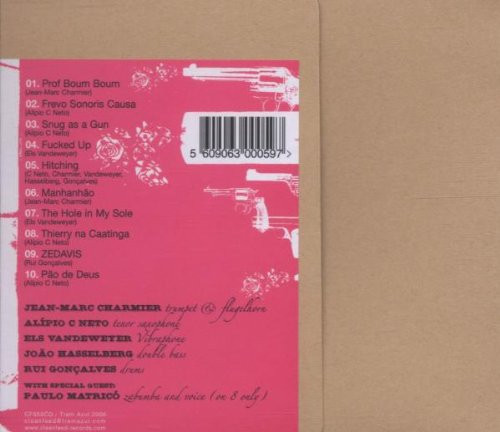 01. Prof Boum Boum
(Jean-Marc Charmier)
02. Frevo Sonoris Causa
(Alípio C Neto)
03. Snug as a Gun
(Alípio C Neto)
04. Fucked Up
(Els Vandeweyer)
05. Hitching
(C Neto, Charmier, Vandeweyer,
Hasselberg, Gonçalves)
06. Manhanhão
(Jean-Marc Charmier)
07. The Hole in My Sole
(Els Vandeweyer)
08. Thierry na Caatinga
(Alípio C Neto)
09. ZEDAVIS
(Rui Gonçalves)
10. Pão de Deus
(Alípio C Neto)
5 609063 000597 >
JEAN-MARC CHARMIER trumpet & flugelhorn
ALÍPIO C NETO tenor saxophone
ELS VANDEWEYER Vibraphone
JOÃO HASSELBERG double bass
RUI GONÇALVES drums
WITH SPECIAL GUEST:
PAULO MATRICÓ zabumba and voice (on 8 only)
Trem Azul 2006